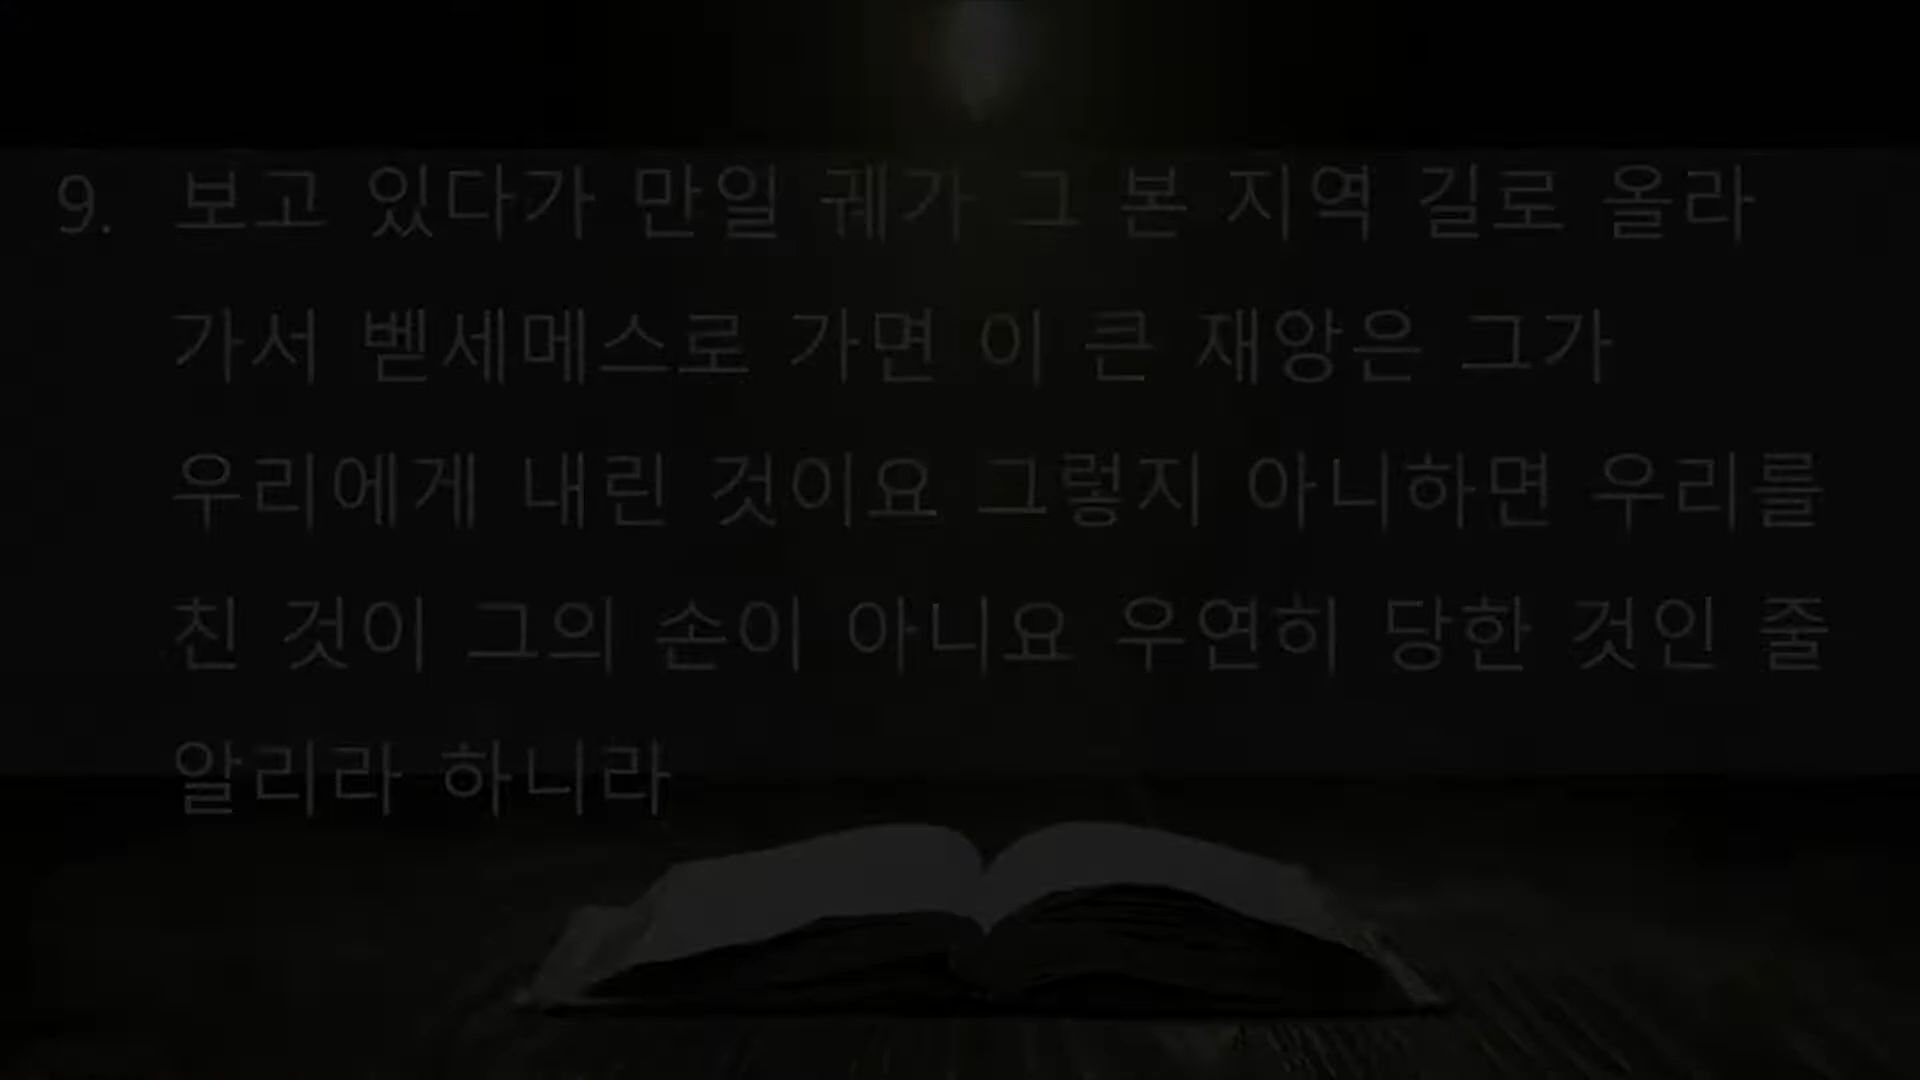 9. 보고 있다가 만일 궤가 그 본 지역 길로 올라
가서 벧세메스로 가면 이 큰 재앙은 그가
우리에게 내린 것이요 그렇지 아니하면 우리를
친 것이 그의 손이 아니요 우연히 당한 것인 줄
알리라 하니라